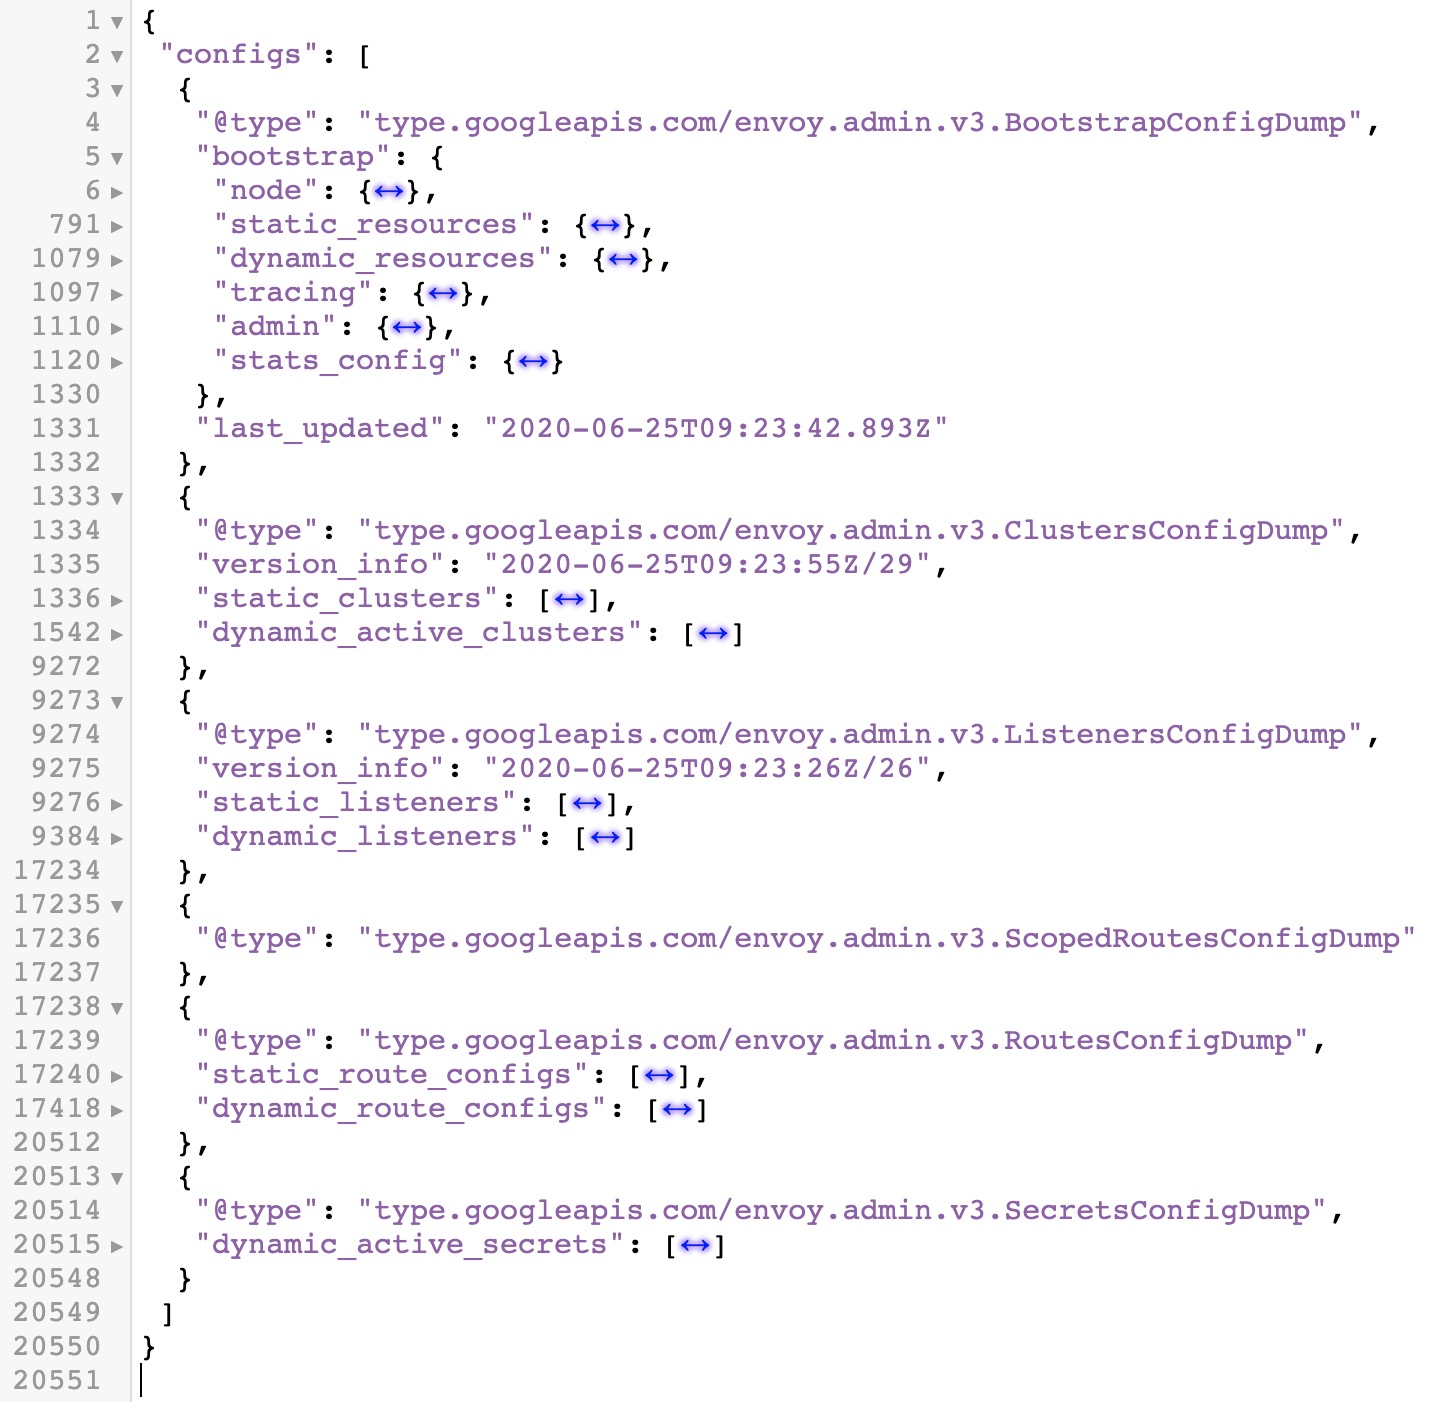 1 ▼ {
2 ▼ "configs": [
3 ▼ {
4 "@type": "type.googleapis.com/envoy.admin.v3.BootstrapConfigDump",
5 ▼ "bootstrap": {
6 ▶ "node": {↔},
791 ▶ "static_resources": {↔},
1079 ▶ "dynamic_resources": {↔},
1097 ▶ "tracing": {↔},
1110 ▶ "admin": {↔},
1120 ▶ "stats_config": {↔}
1330 },
1331 "last_updated": "2020-06-25T09:23:42.893Z"
1332 },
1333 ▼ {
1334 "@type": "type.googleapis.com/envoy.admin.v3.ClustersConfigDump",
1335 "version_info": "2020-06-25T09:23:55Z/29",
1336 ▶ "static_clusters": [↔],
1542 ▶ "dynamic_active_clusters": [↔]
9272 },
9273 ▼ {
9274 "@type": "type.googleapis.com/envoy.admin.v3.ListenersConfigDump",
9275 "version_info": "2020-06-25T09:23:26Z/26",
9276 ▶ "static_listeners": [↔],
9384 ▶ "dynamic_listeners": [↔]
17234 },
17235 ▼ {
17236 "@type": "type.googleapis.com/envoy.admin.v3.ScopedRoutesConfigDump"
17237 },
17238 ▼ {
17239 "@type": "type.googleapis.com/envoy.admin.v3.RoutesConfigDump",
17240 ▶ "static_route_configs": [↔],
17418 ▶ "dynamic_route_configs": [↔]
20512 },
20513 ▼ {
20514 "@type": "type.googleapis.com/envoy.admin.v3.SecretsConfigDump",
20515 ▶ "dynamic_active_secrets": [↔]
20548 }
20549 ]
20550 }
20551